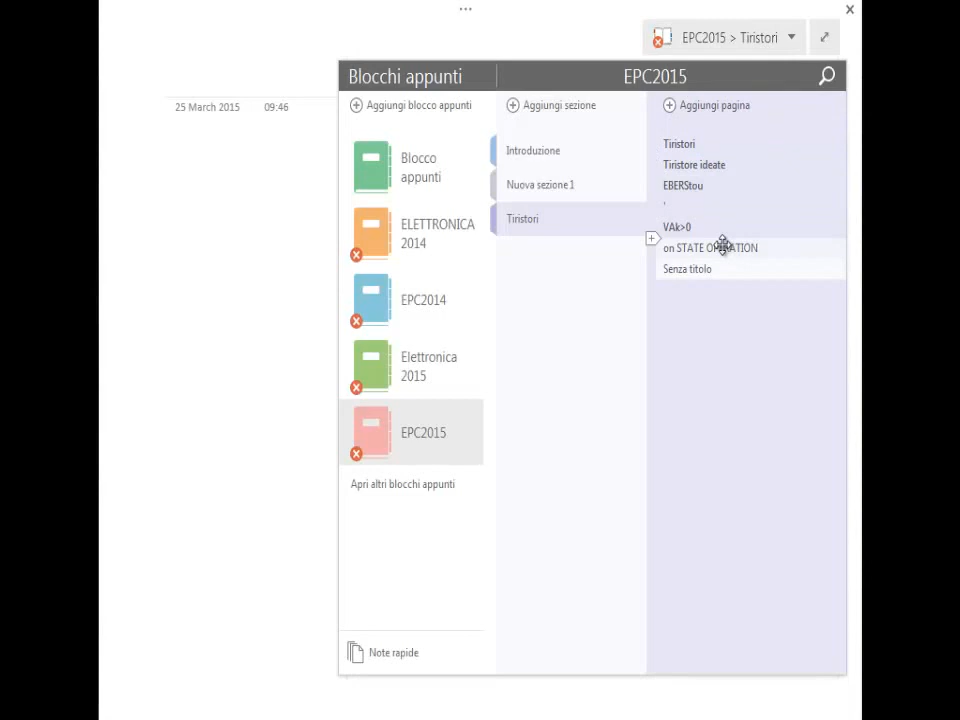 EPC2015 > Tiristori
Blocchi appunti
EPC2015
Aggiungi blocco appunti
Aggiungi sezione
Aggiungi pagina
25 March 2015
09:46
Blocco
appunti
ELETTRONICA
2014
EPC2014
Elettronica
2015
EPC2015
Apri altri blocchi appunti
Note rapide
Introduzione
Nuova sezione 1
Tiristori
Tiristori
Tiristore ideate
EBERStou
'
VAk>0
on STATE OPERATION
Senza titolo